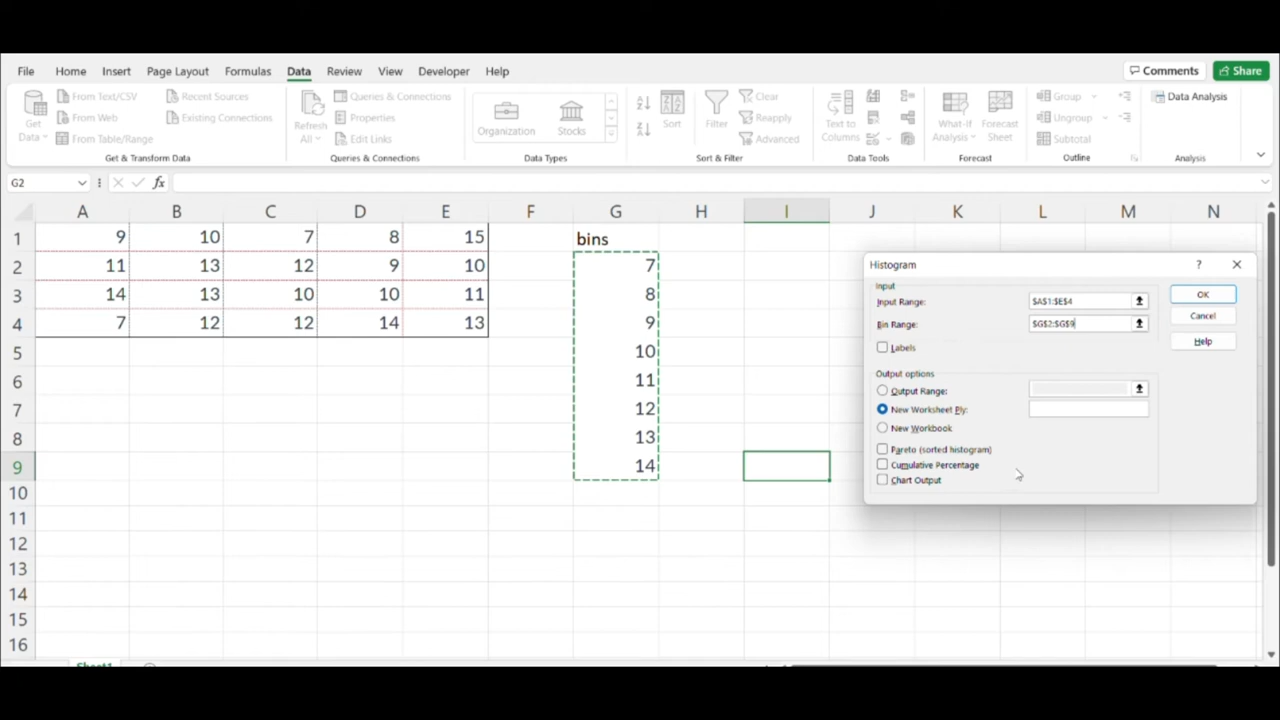 File Home Insert Page Layout Formulas Data Review View Developer Help Comments Share
Get Data From Text/CSV From Web From Table/Range Recent Sources Existing Connections
Get & Transform Data
Refresh All Queries & Connections Properties Edit Links
Queries & Connections
Organization Stocks
Data Types
Sort Filter Clear Reapply Advanced
Sort & Filter
Text to Columns
Data Tools
What-If Analysis Forecast Sheet
Forecast
Group Ungroup Subtotal
Outline
Data Analysis
Analysis
G2 fx
A B C D E F G H I J K L M N
1 9 10 7 8 15 bins
2 11 13 12 9 10 7
3 14 13 10 10 11 8
4 7 12 12 14 13 9
5 10
6 11
7 12
8 13
9 14
10
11
12
13
14
15
16
Histogram ?
Input
Input Range: $A$1:$E$4
Bin Range: $G$2:$G$9
Labels
OK
Cancel
Help
Output options
Output Range:
New Worksheet Ply:
New Workbook
Pareto (sorted histogram)
Cumulative Percentage
Chart Output
Sheet1